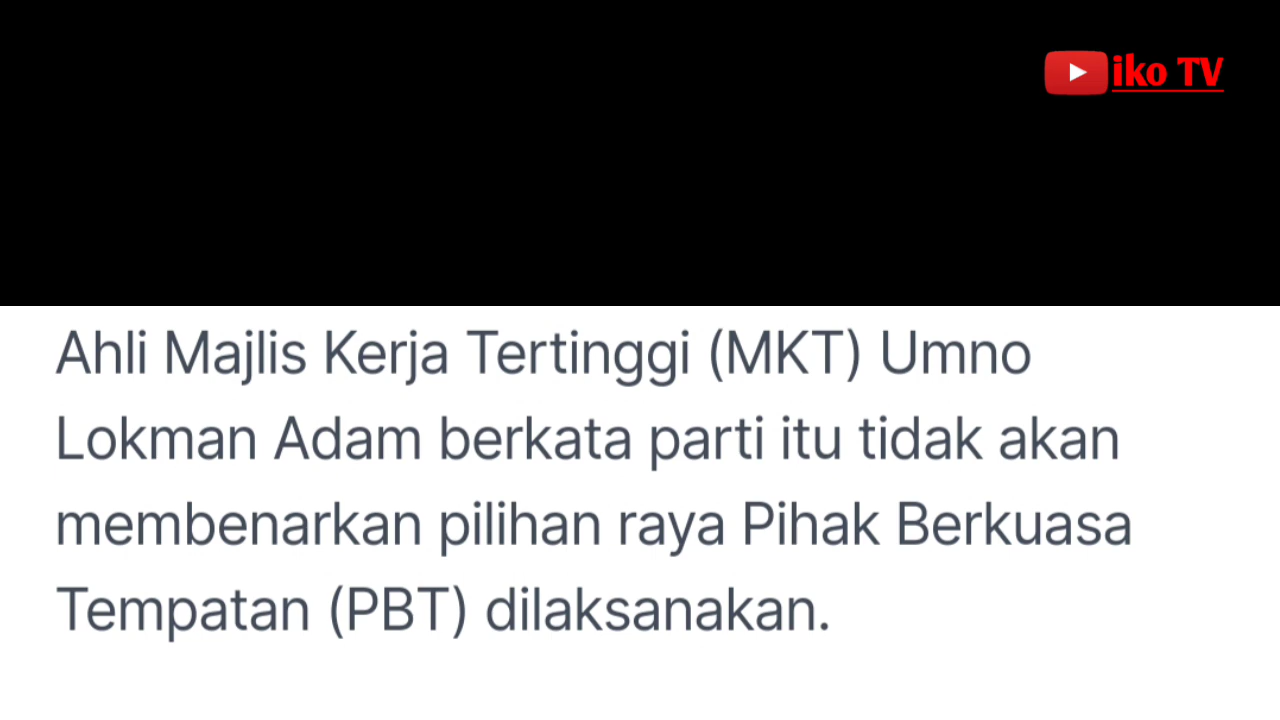 iko TV
Ahli Majlis Kerja Tertinggi (MKT) Umno
Lokman Adam berkata parti itu tidak akan
membenarkan pilihan raya Pihak Berkuasa
Tempatan (PBT) dilaksanakan.